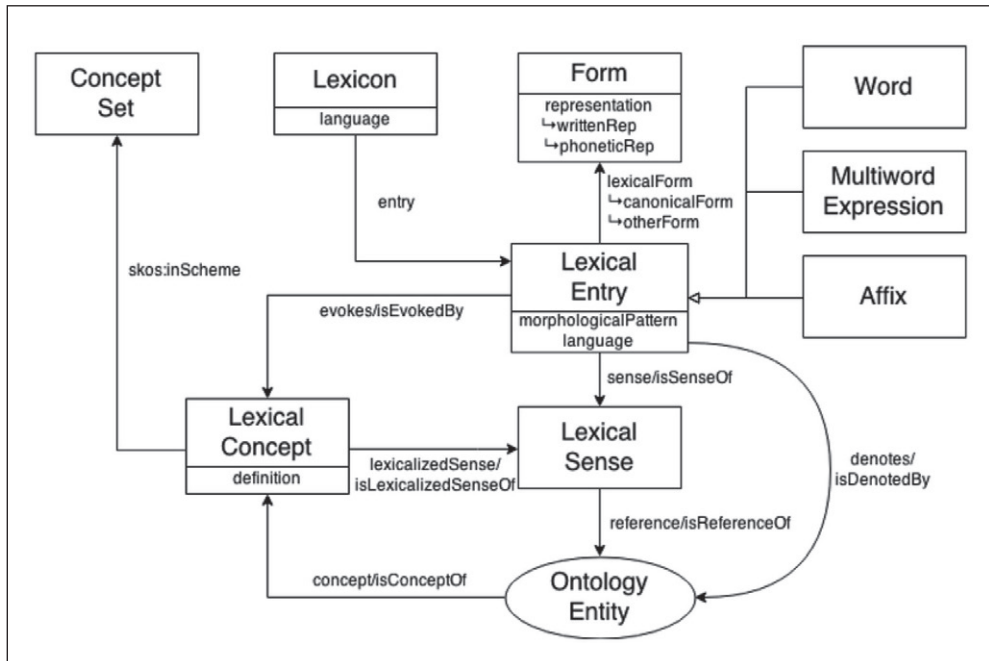 Concept
Set
Lexicon
language
Form
representation
↳writtenRep
↳phoneticRep
Word
Multiword
Expression
Affix
lexicalForm
↳canonicalForm
↳otherForm
entry
skos:inScheme
Lexical
Entry
morphologicalPattern
language
evokes/isEvokedBy
sense/isSenseOf
Lexical
Concept
definition
lexicalizedSense/
isLexicalizedSenseOf
Lexical
Sense
denotes/
isDenotedBy
reference/isReferenceOf
concept/isConceptOf
Ontology
Entity